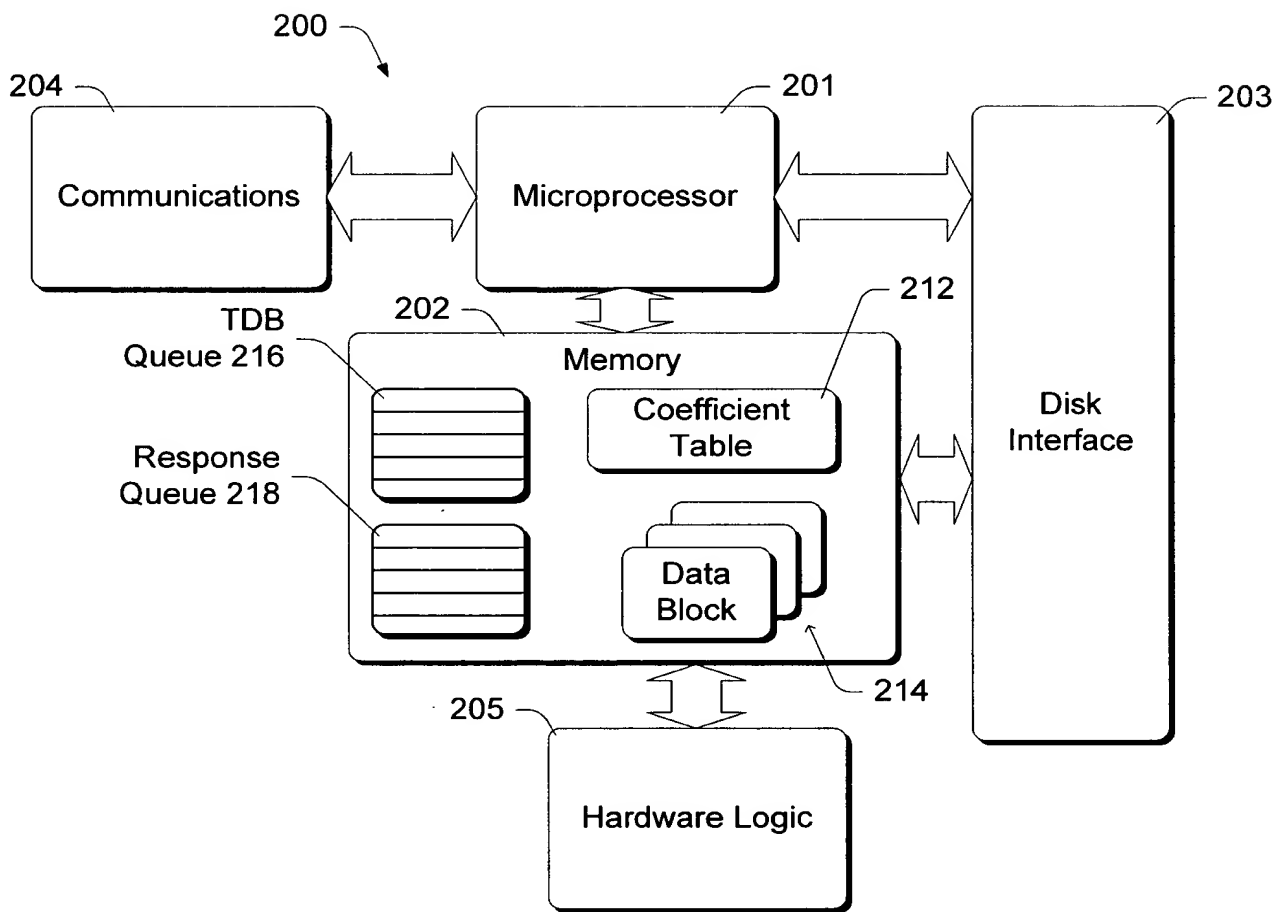 200
204
201
203
Communications
Microprocessor
202
212
TDB
Queue 216
Memory
Coefficient
Table
Disk
Interface
Response
Queue 218
Data
Block
214
205
Hardware Logic